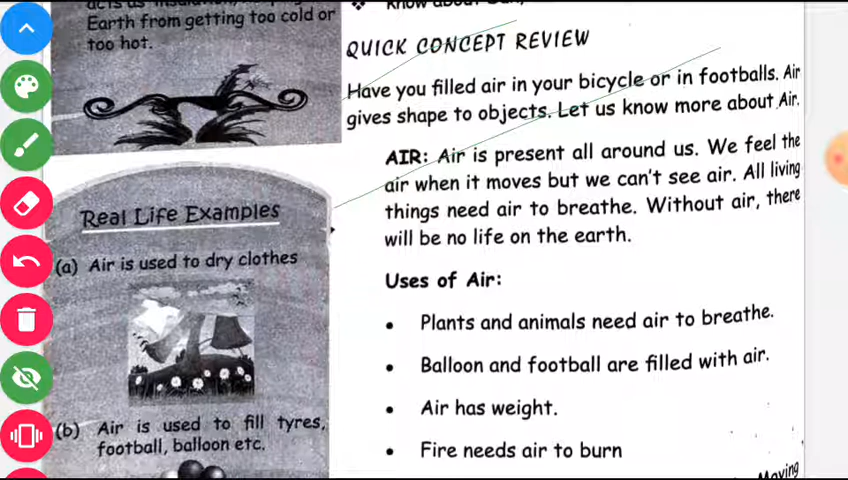 acts as
Earth from getting too cold or
too hot.
Real Life Examples
(a) Air is used to dry clothes
(b) Air is used to fill tyres,
football, balloon etc.
Know about
QUICK CONCEPT REVIEW
Have you filled air in your bicycle or in footballs. Air
gives shape to objects. Let us know more about Air.
AIR: Air is present all around us. We feel the
air when it moves but we can't see air. All living
things need air to breathe. Without air, there
will be no life on the earth.
Uses of Air:
• Plants and animals need air to breathe.
• Balloon and football are filled with air.
• Air has weight.
• Fire needs air to burn
Moving